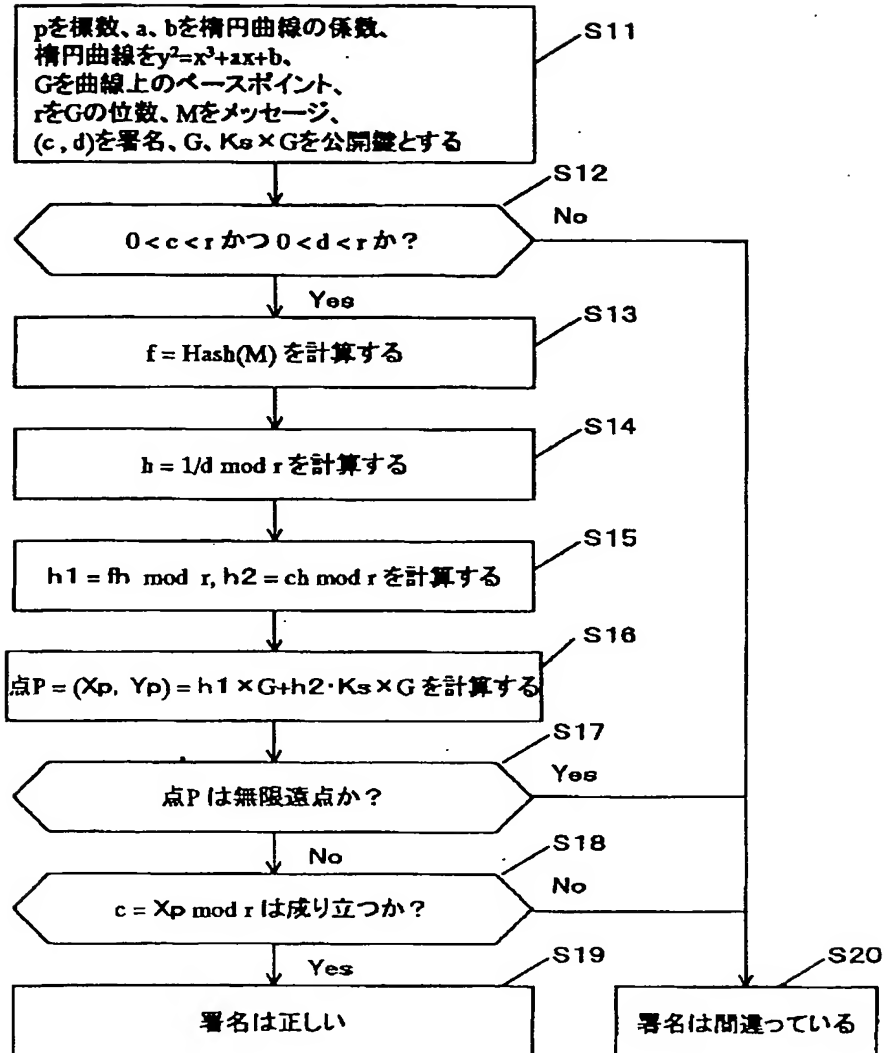 pを標数、a、bを楕円曲線の係数、
楕円曲線をy²=x³+ax+b、
Gを曲線上のベースポイント、
rをGの位数、Mをメッセージ、
(c , d)を署名、G、Ks×Gを公開鍵とする
S11
S12
0<c<r かつ 0<d<r か？
No
Yes
S13
f = Hash(M) を計算する
S14
h = 1/d mod r を計算する
S15
h1 = fh mod r, h2 = ch mod r を計算する
S16
点P = (Xp, Yp) = h1×G+h2･Ks×G を計算する
S17
点P は無限遠点か？
Yes
No
S18
c = Xp mod r は成り立つか？
No
Yes
S19
署名は正しい
S20
署名は間違っている